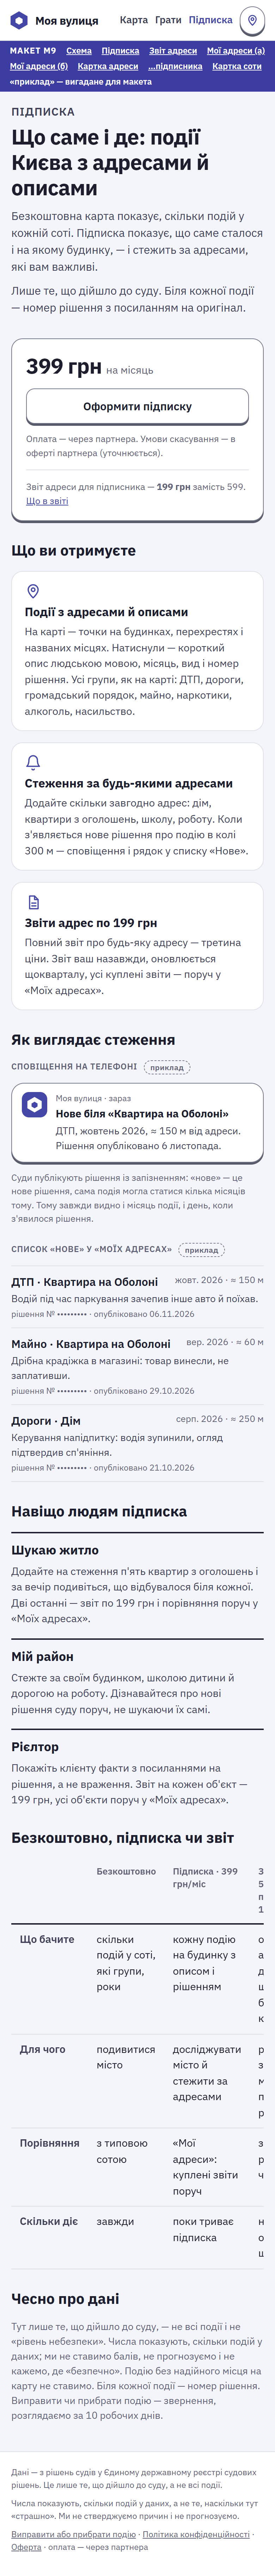 Моя вулиця
Карта Грати Підписка
МАКЕТ М9 Схема Підписка Звіт адреси Мої адреси (а)
Мої адреси (б) Картка адреси …підписника Картка соти
«приклад» — вигадане для макета
ПІДПИСКА
Що саме і де: події
Києва з адресами й
описами
Безкоштовна карта показує, скільки подій у
кожній соті. Підписка показує, що саме сталося
і на якому будинку, — і стежить за адресами,
які вам важливі.
Лише те, що дійшло до суду. Біля кожної події
— номер рішення з посиланням на оригінал.
399 грн на місяць
Оформити підписку
Оплата — через партнера. Умови скасування — в
оферті партнера (уточнюється).
Звіт адреси для підписника — 199 грн замість 599.
Що в звіті
Що ви отримуєте
Події з адресами й описами
На карті — точки на будинках, перехрестях і
названих місцях. Натиснули — короткий
опис людською мовою, місяць, вид і номер
рішення. Усі групи, як на карті: ДТП, дороги,
громадський порядок, майно, наркотики,
алкоголь, насильство.
Стеження за будь-якими адресами
Додайте скільки завгодно адрес: дім,
квартири з оголошень, школу, роботу. Коли
з'являється нове рішення про подію в колі
300 м — сповіщення і рядок у списку «Нове».
Звіти адрес по 199 грн
Повний звіт про будь-яку адресу — третина
ціни. Звіт ваш назавжди, оновлюється
щокварталу, усі куплені звіти — поруч у
«Моїх адресах».
Як виглядає стеження
СПОВІЩЕННЯ НА ТЕЛЕФОНІ приклад
Моя вулиця · зараз
Нове біля «Квартира на Оболоні»
ДТП, жовтень 2026, ≈ 150 м від адреси.
Рішення опубліковано 6 листопада.
Суди публікують рішення із запізненням: «нове» — це
нове рішення, сама подія могла статися кілька місяців
тому. Тому завжди видно і місяць події, і день, коли
з'явилося рішення.
СПИСОК «НОВЕ» У «МОЇХ АДРЕСАХ» приклад
ДТП · Квартира на Оболоні жовт. 2026 · ≈ 150 м
Водій під час паркування зачепив інше авто й поїхав.
рішення № ••••••••• · опубліковано 06.11.2026
Майно · Квартира на Оболоні вер. 2026 · ≈ 60 м
Дрібна крадіжка в магазині: товар винесли, не
заплативши.
рішення № ••••••••• · опубліковано 29.10.2026
Дороги · Дім серп. 2026 · ≈ 250 м
Керування напідпитку: водія зупинили, огляд
підтвердив сп'яніння.
рішення № ••••••••• · опубліковано 21.10.2026
Навіщо людям підписка
Шукаю житло
Додайте на стеження п'ять квартир з оголошень і
за вечір подивіться, що відбувалося біля кожної.
Дві останні — звіт по 199 грн і порівняння поруч у
«Моїх адресах».
Мій район
Стежте за своїм будинком, школою дитини й
дорогою на роботу. Дізнавайтеся про нові
рішення суду поруч, не шукаючи їх самі.
Рієлтор
Покажіть клієнту факти з посиланнями на
рішення, а не враження. Звіт на кожен об'єкт —
199 грн, усі об'єкти поруч у «Моїх адресах».
Безкоштовно, підписка чи звіт
Безкоштовно Підписка · 399
грн/міс
Що бачите скільки подій у соті, які групи, роки кожну подію на будинку з описом і рішенням
Для чого подивитися місто досліджувати місто й стежити за адресами
Порівняння з типовою сотою «Мої адреси»: куплені звіти поруч
Скільки діє завжди поки триває підписка
Чесно про дані
Тут лише те, що дійшло до суду, — не всі події і не
«рівень небезпеки». Числа показують, скільки подій у
даних; ми не ставимо балів, не прогнозуємо і не
кажемо, де «безпечно». Подію без надійного місця на
карту не ставимо. Біля кожної події — номер рішення.
Виправити чи прибрати подію — звернення,
розглядаємо за 10 робочих днів.
Дані — з рішень судів у Єдиному державному реєстрі судових
рішень. Це лише те, що дійшло до суду, а не всі події.
Числа показують, скільки подій у даних, а не те, наскільки тут
«страшно». Ми не стверджуємо причин і не прогнозуємо.
Виправити або прибрати подію · Політика конфіденційності ·
Оферта · оплата — через партнера